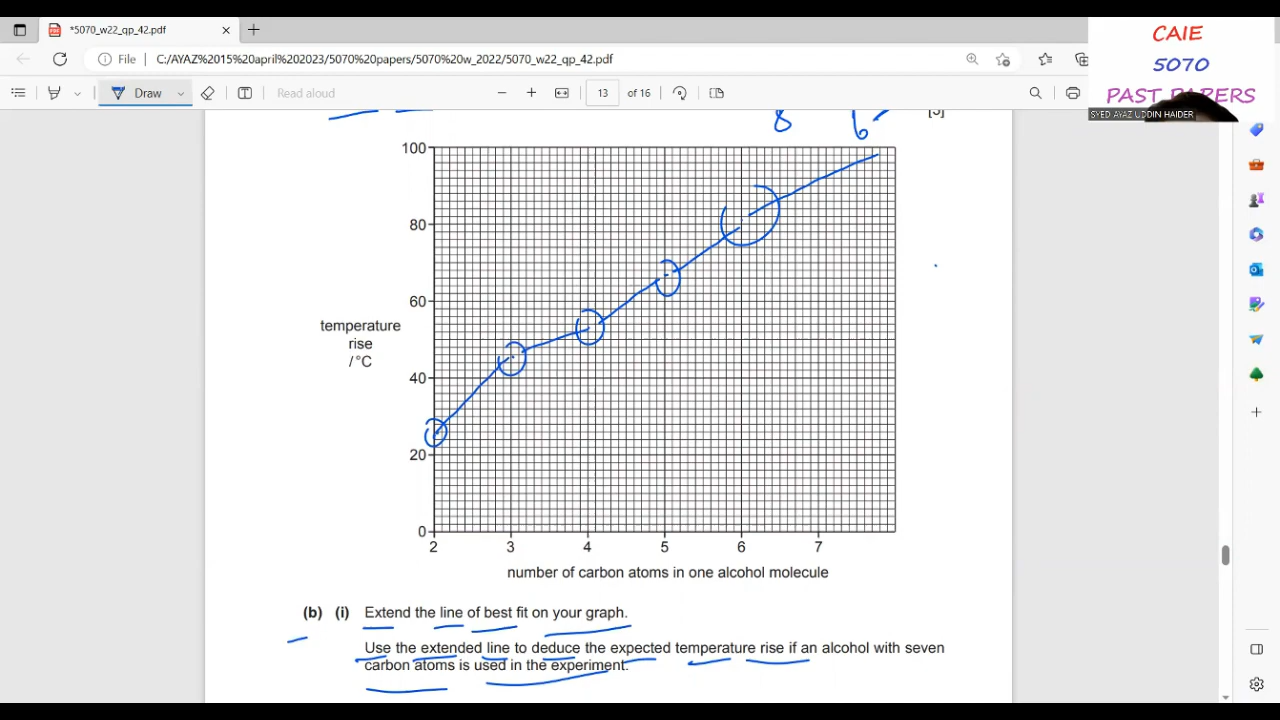 *5070_w22_qp_42.pdf
CAIE
5070
PAST PAPERS
SYED AYAZ UDDIN HAIDER
File
C:/AYAZ%2015%20april%202023/5070%20papers/5070%20w_2022/5070_w22_qp_42.pdf
Draw
Read aloud
13 of 16
8 6
[3]
100
80
60
40
20
0
temperature
rise
/°C
2 3 4 5 6 7
number of carbon atoms in one alcohol molecule
(b) (i) Extend the line of best fit on your graph.
Use the extended line to deduce the expected temperature rise if an alcohol with seven
carbon atoms is used in the experiment.